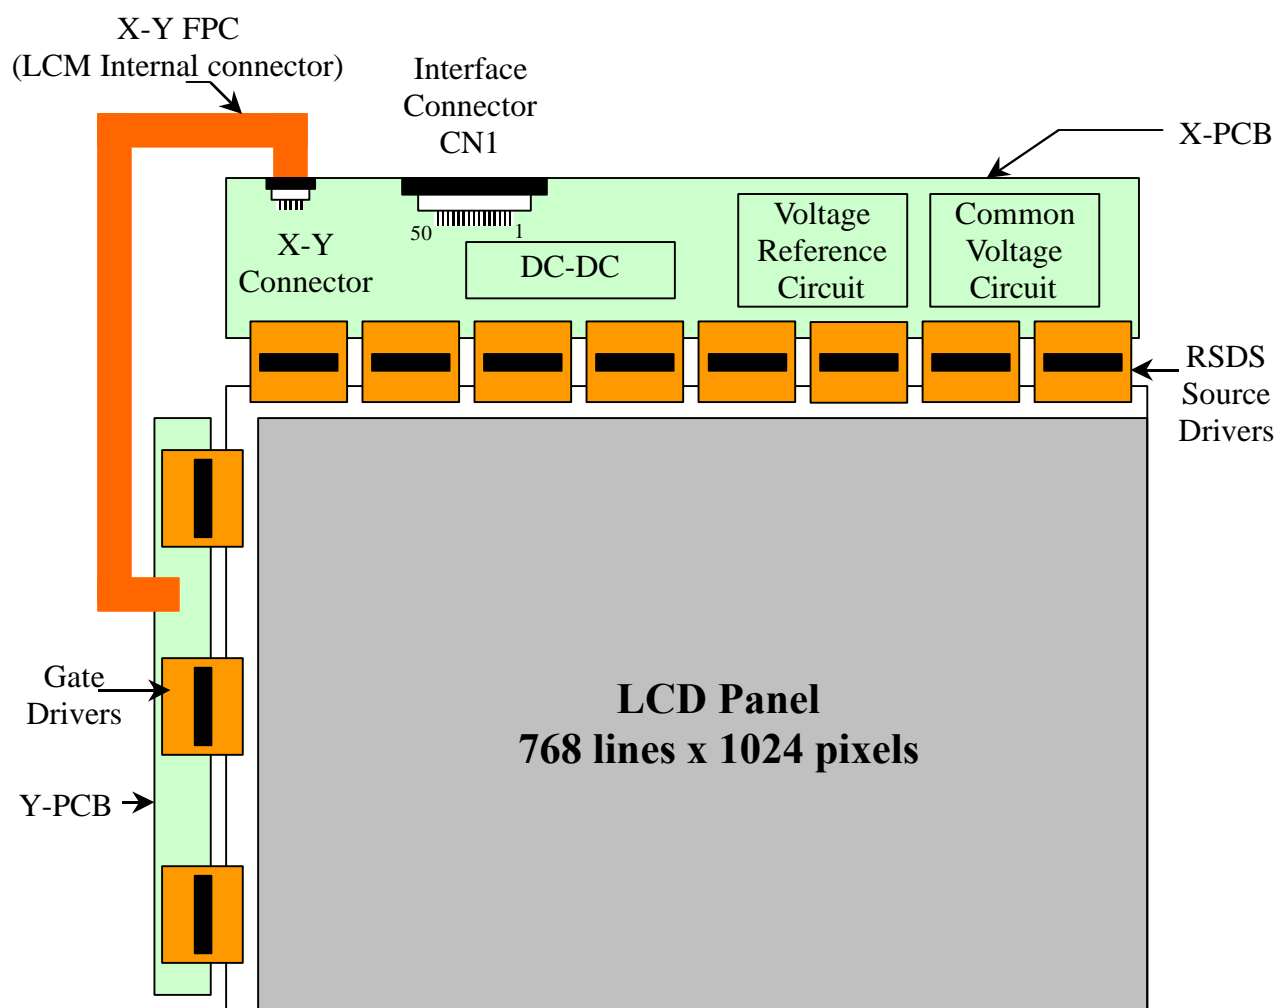 X-Y FPC
(LCM Internal connector)
Interface
Connector
CN1
X-PCB
50
1
X-Y
Connector
DC-DC
Voltage
Reference
Circuit
Common
Voltage
Circuit
RSDS
Source
Drivers
Gate
Drivers
Y-PCB
LCD Panel
768 lines x 1024 pixels